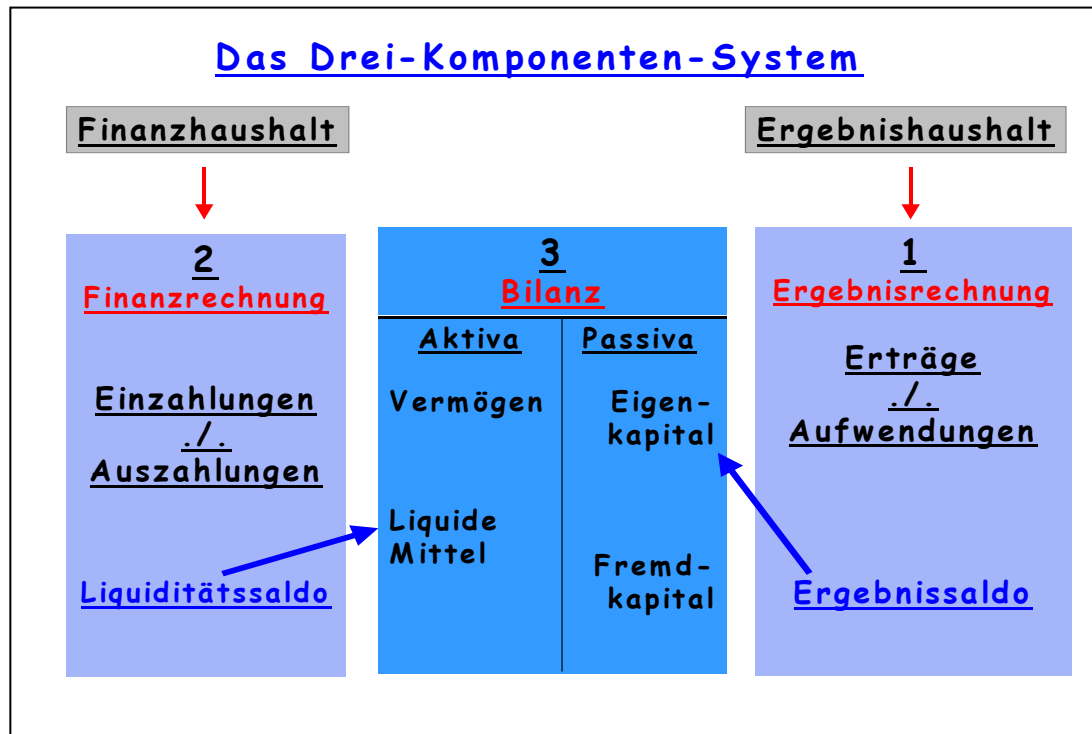 Das Drei-Komponenten-System
Finanzhaushalt
Ergebnishaushalt
2
Finanzrechnung
Einzahlungen
./.
Auszahlungen
Liquiditätssaldo
3
Bilanz
Aktiva
Vermögen
Liquide
Mittel
Passiva
Eigen-
kapital
Fremd-
kapital
1
Ergebnisrechnung
Erträge
./.
Aufwendungen
Ergebnissaldo